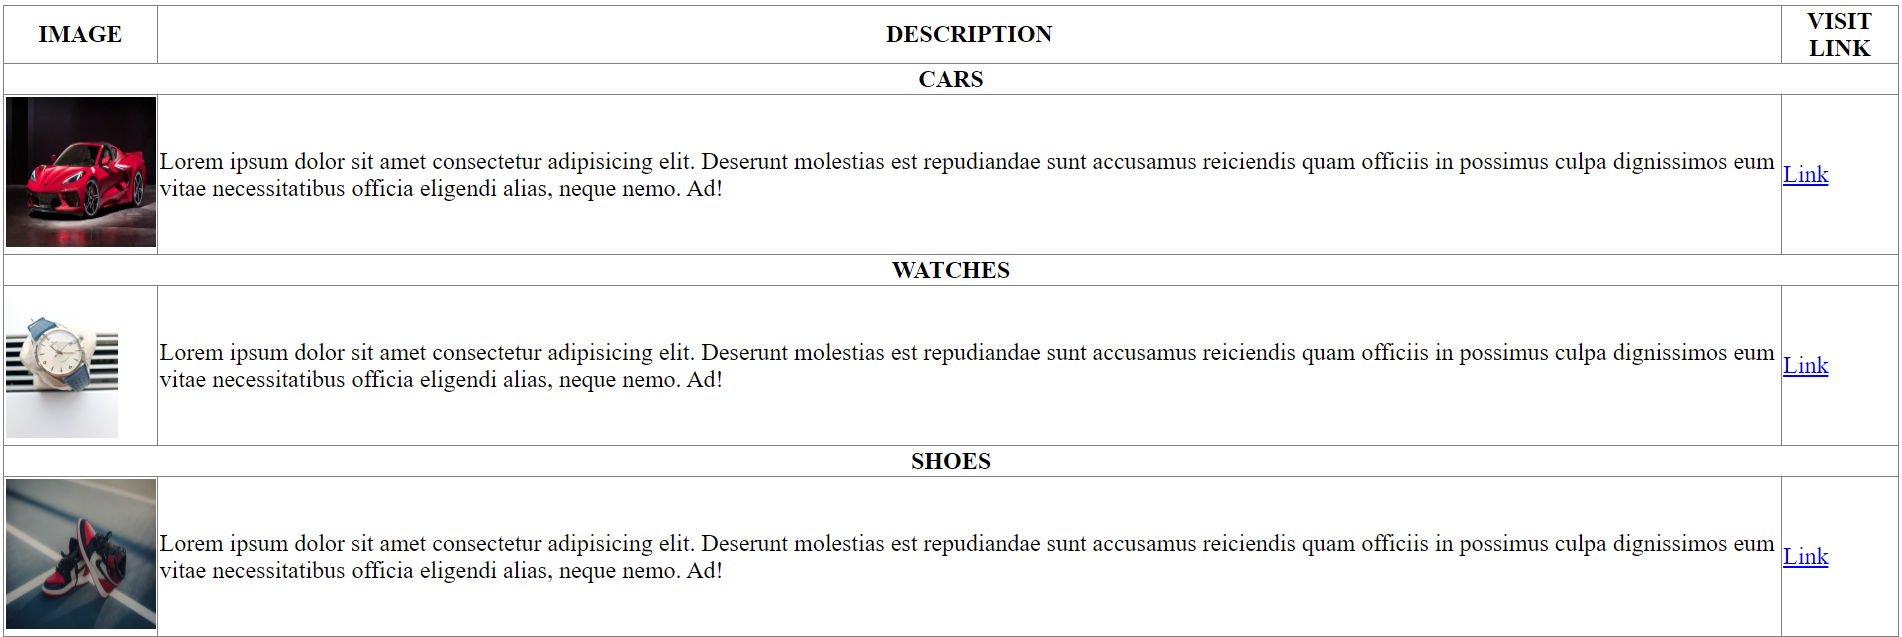 IMAGE
DESCRIPTION
VISIT
LINK
CARS
Lorem ipsum dolor sit amet consectetur adipisicing elit. Deserunt molestias est repudiandae sunt accusamus reiciendis quam officiis in possimus culpa dignissimos eum
vitae necessitatibus officia eligendi alias, neque nemo. Ad!
Link
WATCHES
Lorem ipsum dolor sit amet consectetur adipisicing elit. Deserunt molestias est repudiandae sunt accusamus reiciendis quam officiis in possimus culpa dignissimos eum
vitae necessitatibus officia eligendi alias, neque nemo. Ad!
Link
SHOES
Lorem ipsum dolor sit amet consectetur adipisicing elit. Deserunt molestias est repudiandae sunt accusamus reiciendis quam officiis in possimus culpa dignissimos eum
vitae necessitatibus officia eligendi alias, neque nemo. Ad!
Link